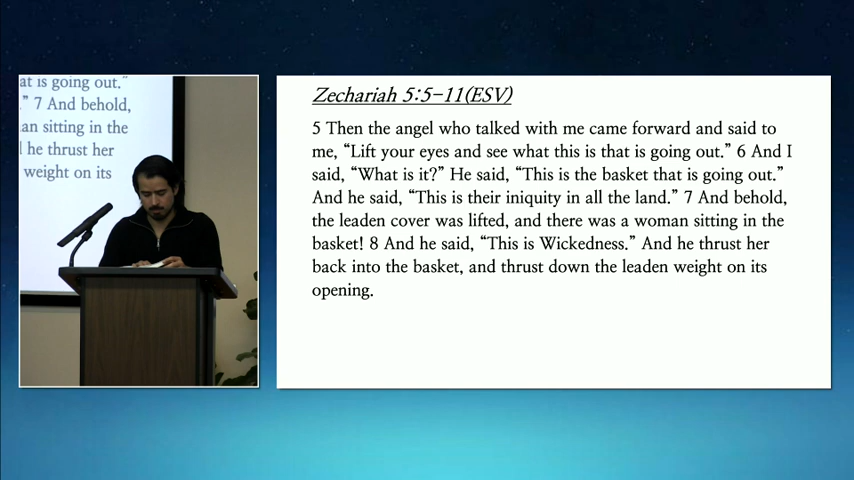 at is going out."
" 7 And behold,
an sitting in the
he thrust her
weight on its
Zechariah 5:5-11(ESV)
5 Then the angel who talked with me came forward and said to
me, “Lift your eyes and see what this is that is going out.” 6 And I
said, “What is it?” He said, “This is the basket that is going out.”
And he said, “This is their iniquity in all the land.” 7 And behold,
the leaden cover was lifted, and there was a woman sitting in the
basket! 8 And he said, “This is Wickedness.” And he thrust her
back into the basket, and thrust down the leaden weight on its
opening.